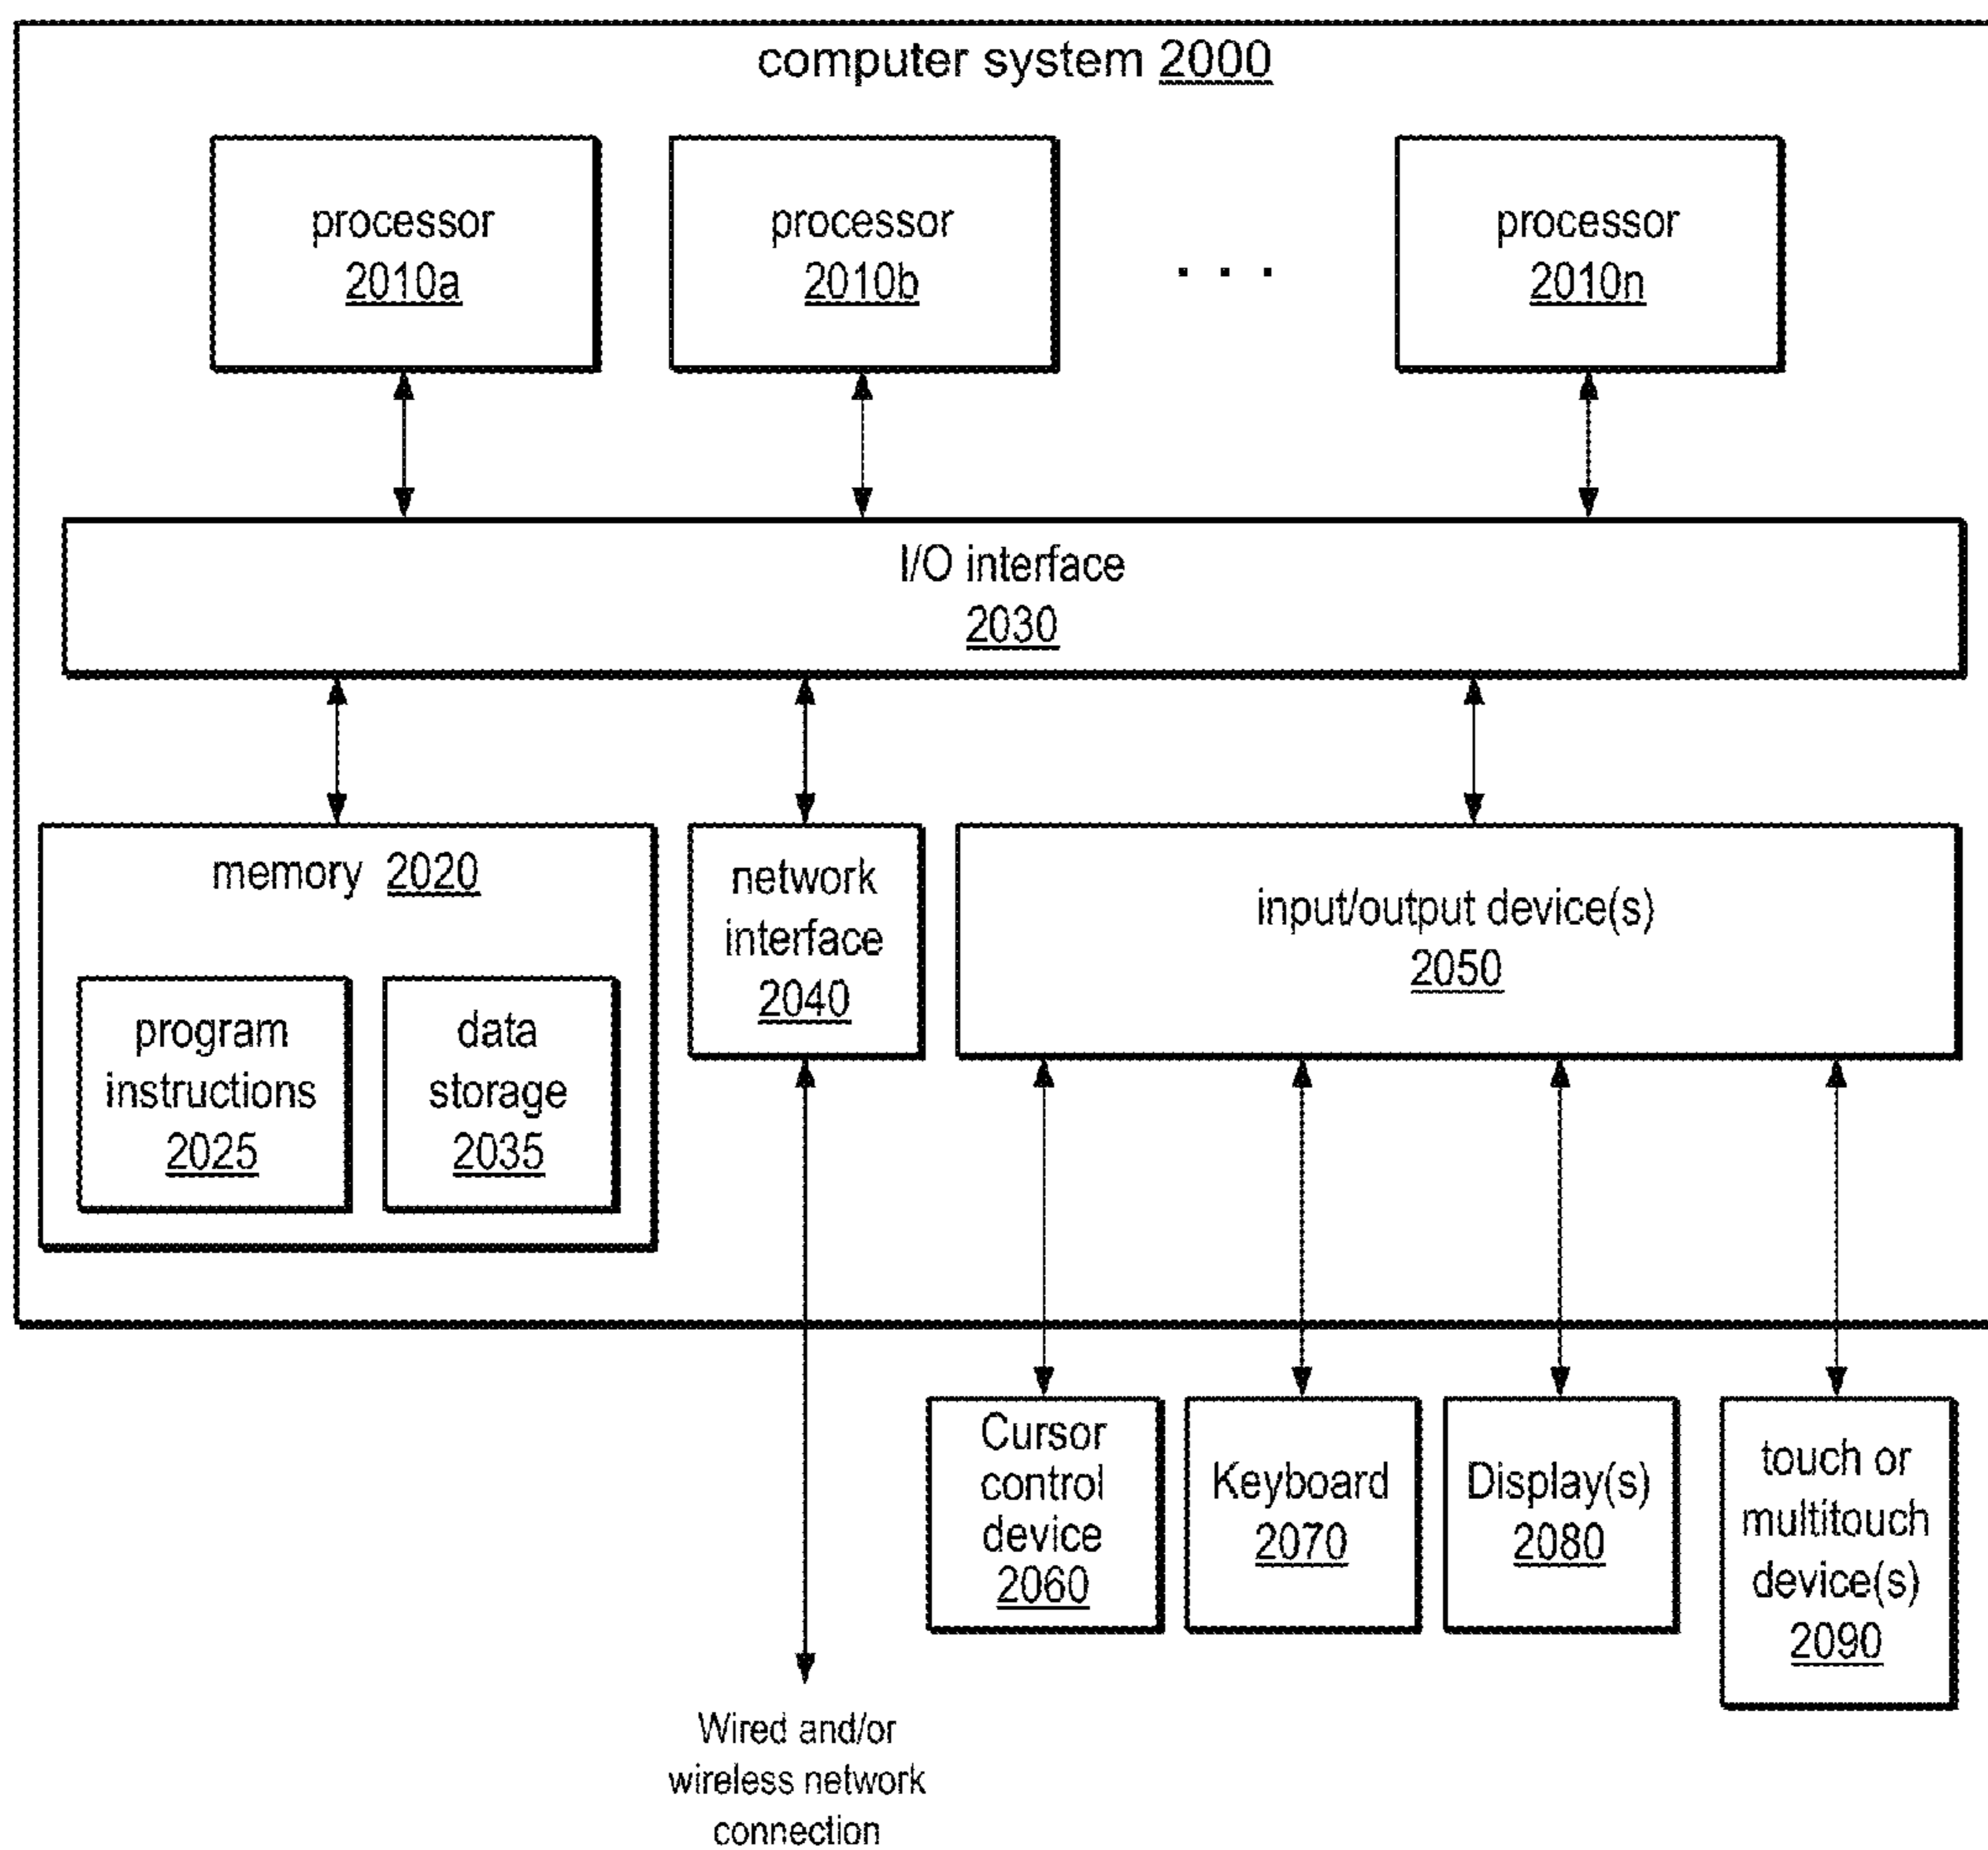 computer system 2000
processor
2010a
processor
2010b
. . .
processor
2010n
I/O interface
2030
memory 2020
program
instructions
2025
data
storage
2035
network
interface
2040
input/output device(s)
2050
Cursor
control
device
2060
Keyboard
2070
Display(s)
2080
touch or
multitouch
device(s)
2090
Wired and/or
wireless network
connection